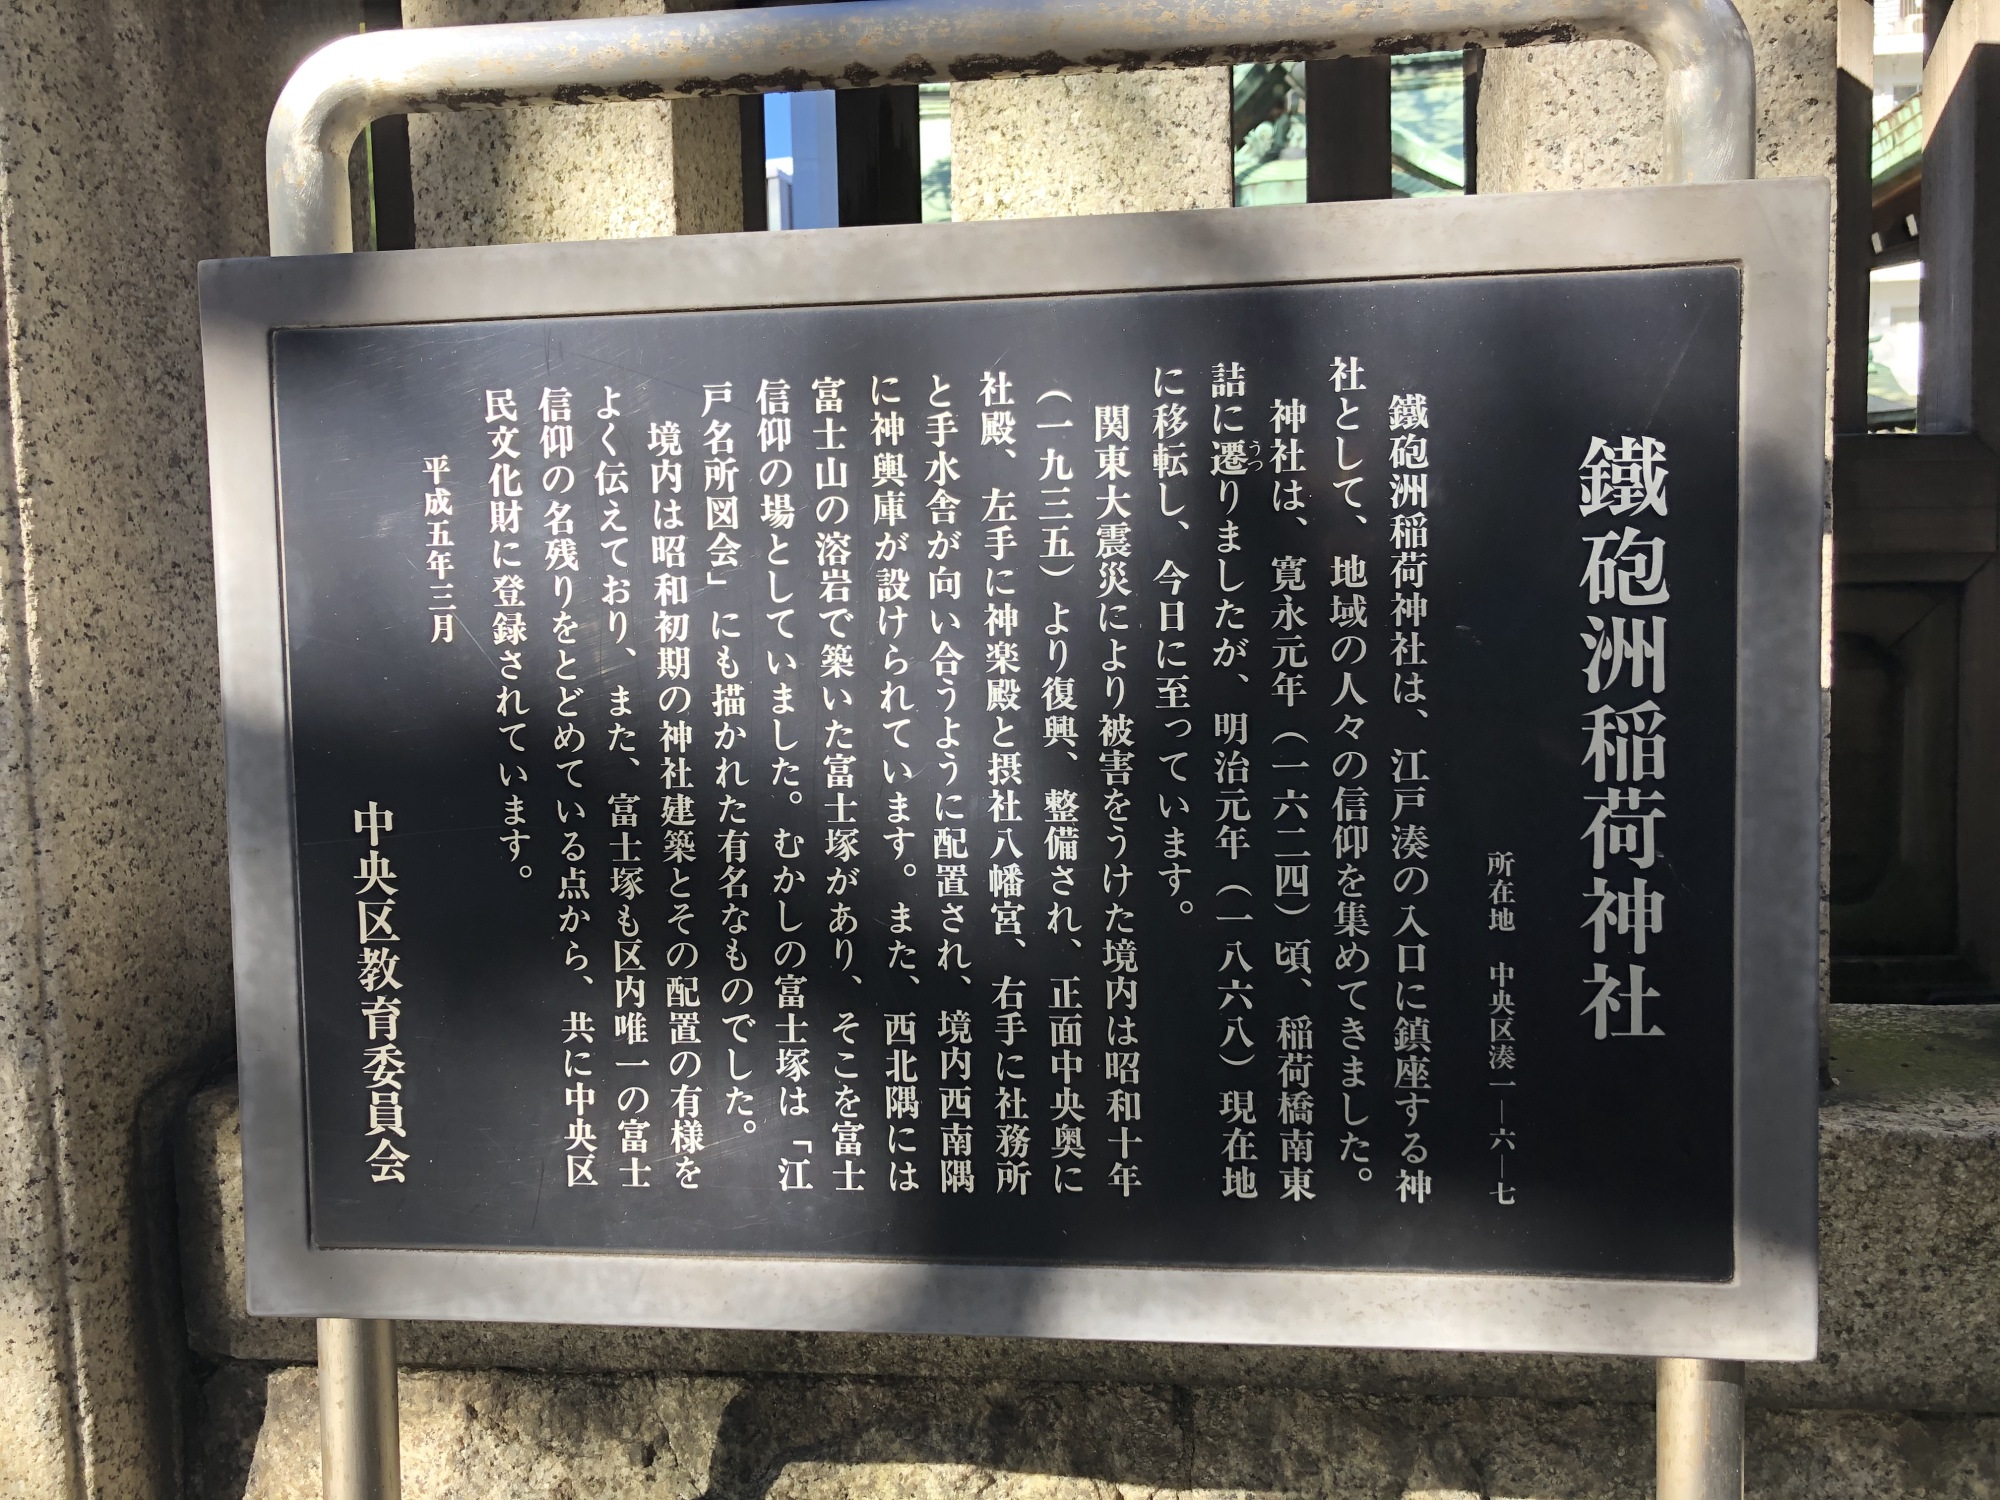 鐵砲洲稲荷神社
所在地　中央区湊一―六―七
鐵砲洲稲荷神社は、江戸湊の入口に鎮座する神
社として、地域の人々の信仰を集めてきました。
神社は、寛永元年（一六二四）頃、稲荷橋南東
詰に遷りましたが、明治元年（一八六八）現在地
うつ
に移転し、今日に至っています。
関東大震災により被害をうけた境内は昭和十年
（一九三五）より復興、整備され、正面中央奥に
社殿、左手に神楽殿と摂社八幡宮、右手に社務所
と手水舎が向い合うように配置され、境内西南隅
に神輿庫が設けられています。また、西北隅には
富士山の溶岩で築いた富士塚があり、そこを富士
信仰の場としていました。むかしの富士塚は「江
戸名所図会」にも描かれた有名なものでした。
境内は昭和初期の神社建築とその配置の有様を
よく伝えており、また、富士塚も区内唯一の富士
信仰の名残りをとどめている点から、共に中央区
民文化財に登録されています。
平成五年三月
中央区教育委員会